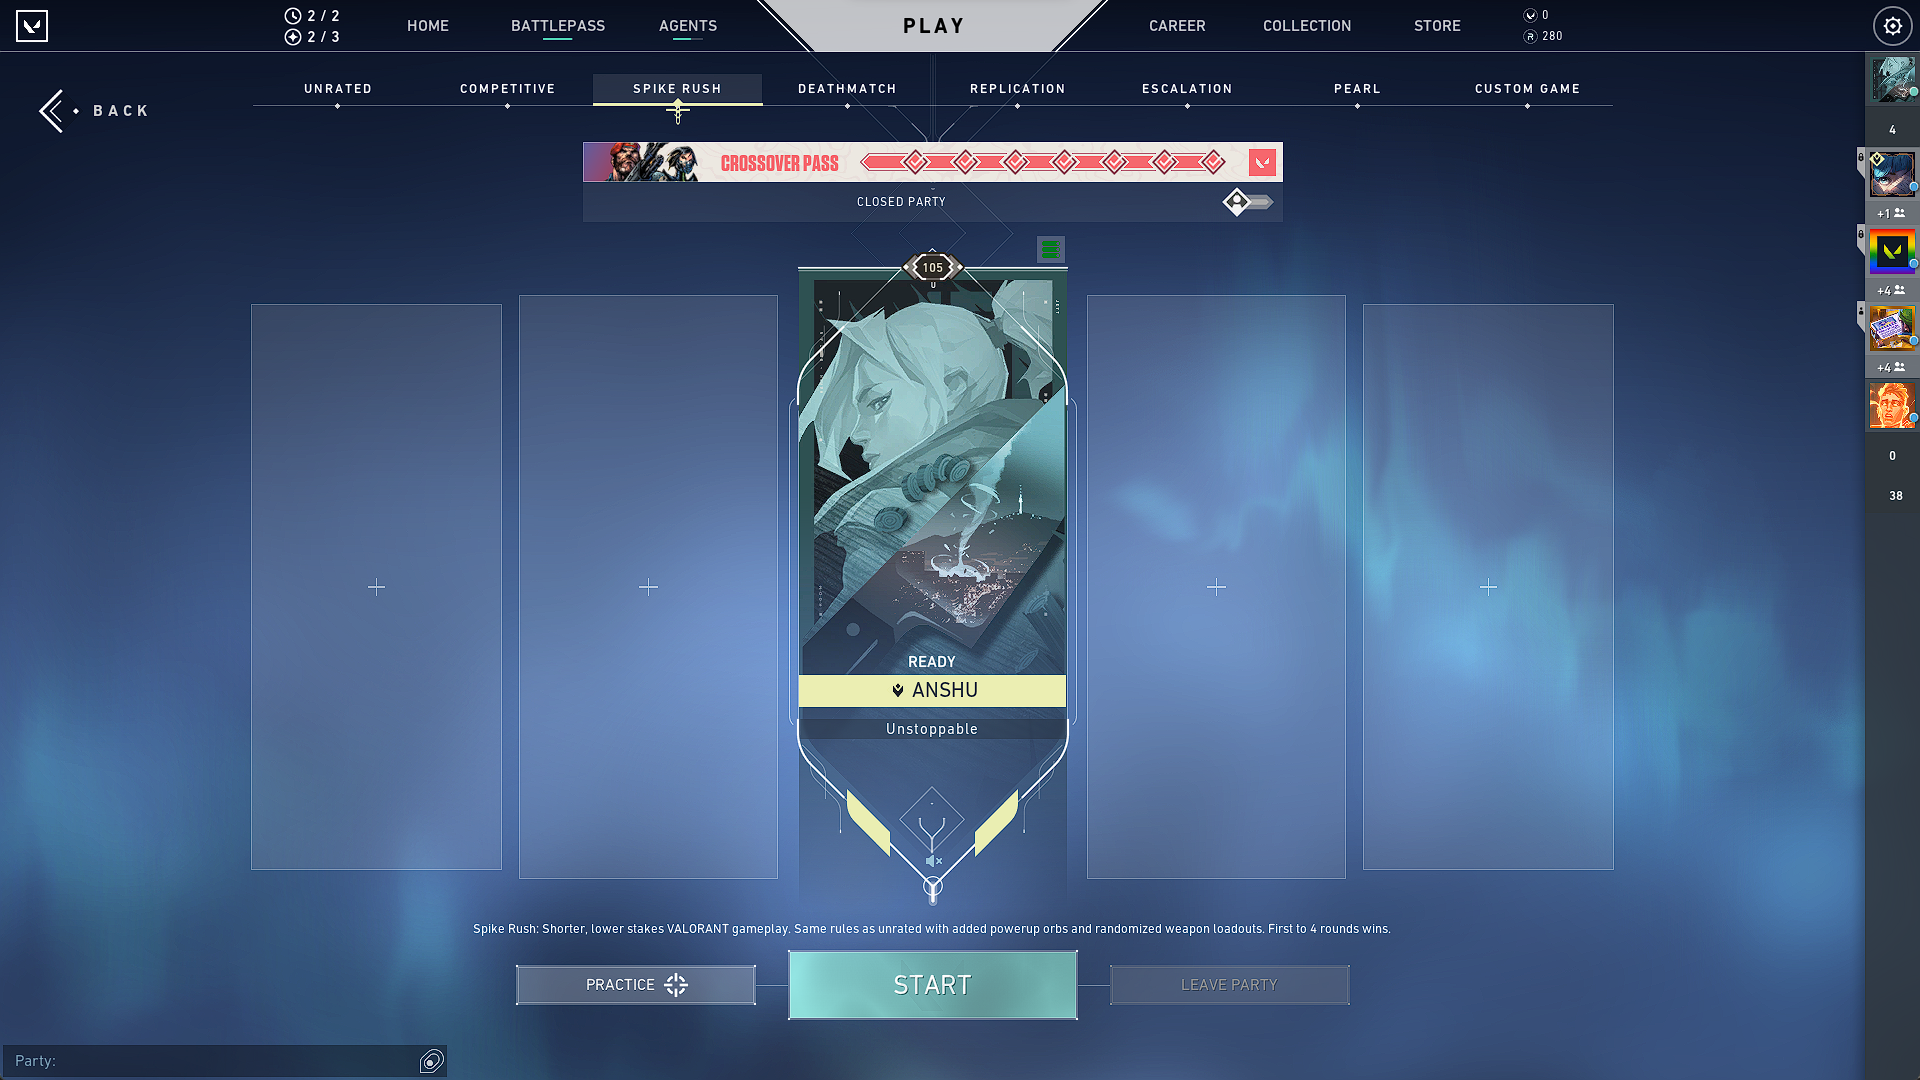 2 / 2
2 / 3
HOME
BATTLEPASS
AGENTS
PLAY
CAREER
COLLECTION
STORE
0
280
BACK
UNRATED
COMPETITIVE
SPIKE RUSH
DEATHMATCH
REPLICATION
ESCALATION
PEARL
CUSTOM GAME
CROSSOVER PASS
CLOSED PARTY
105
READY
ANSHU
Unstoppable
Spike Rush: Shorter, lower stakes VALORANT gameplay. Same rules as unrated with added powerup orbs and randomized weapon loadouts. First to 4 rounds wins.
PRACTICE
START
LEAVE PARTY
Party:
4
+1
+4
+4
0
38